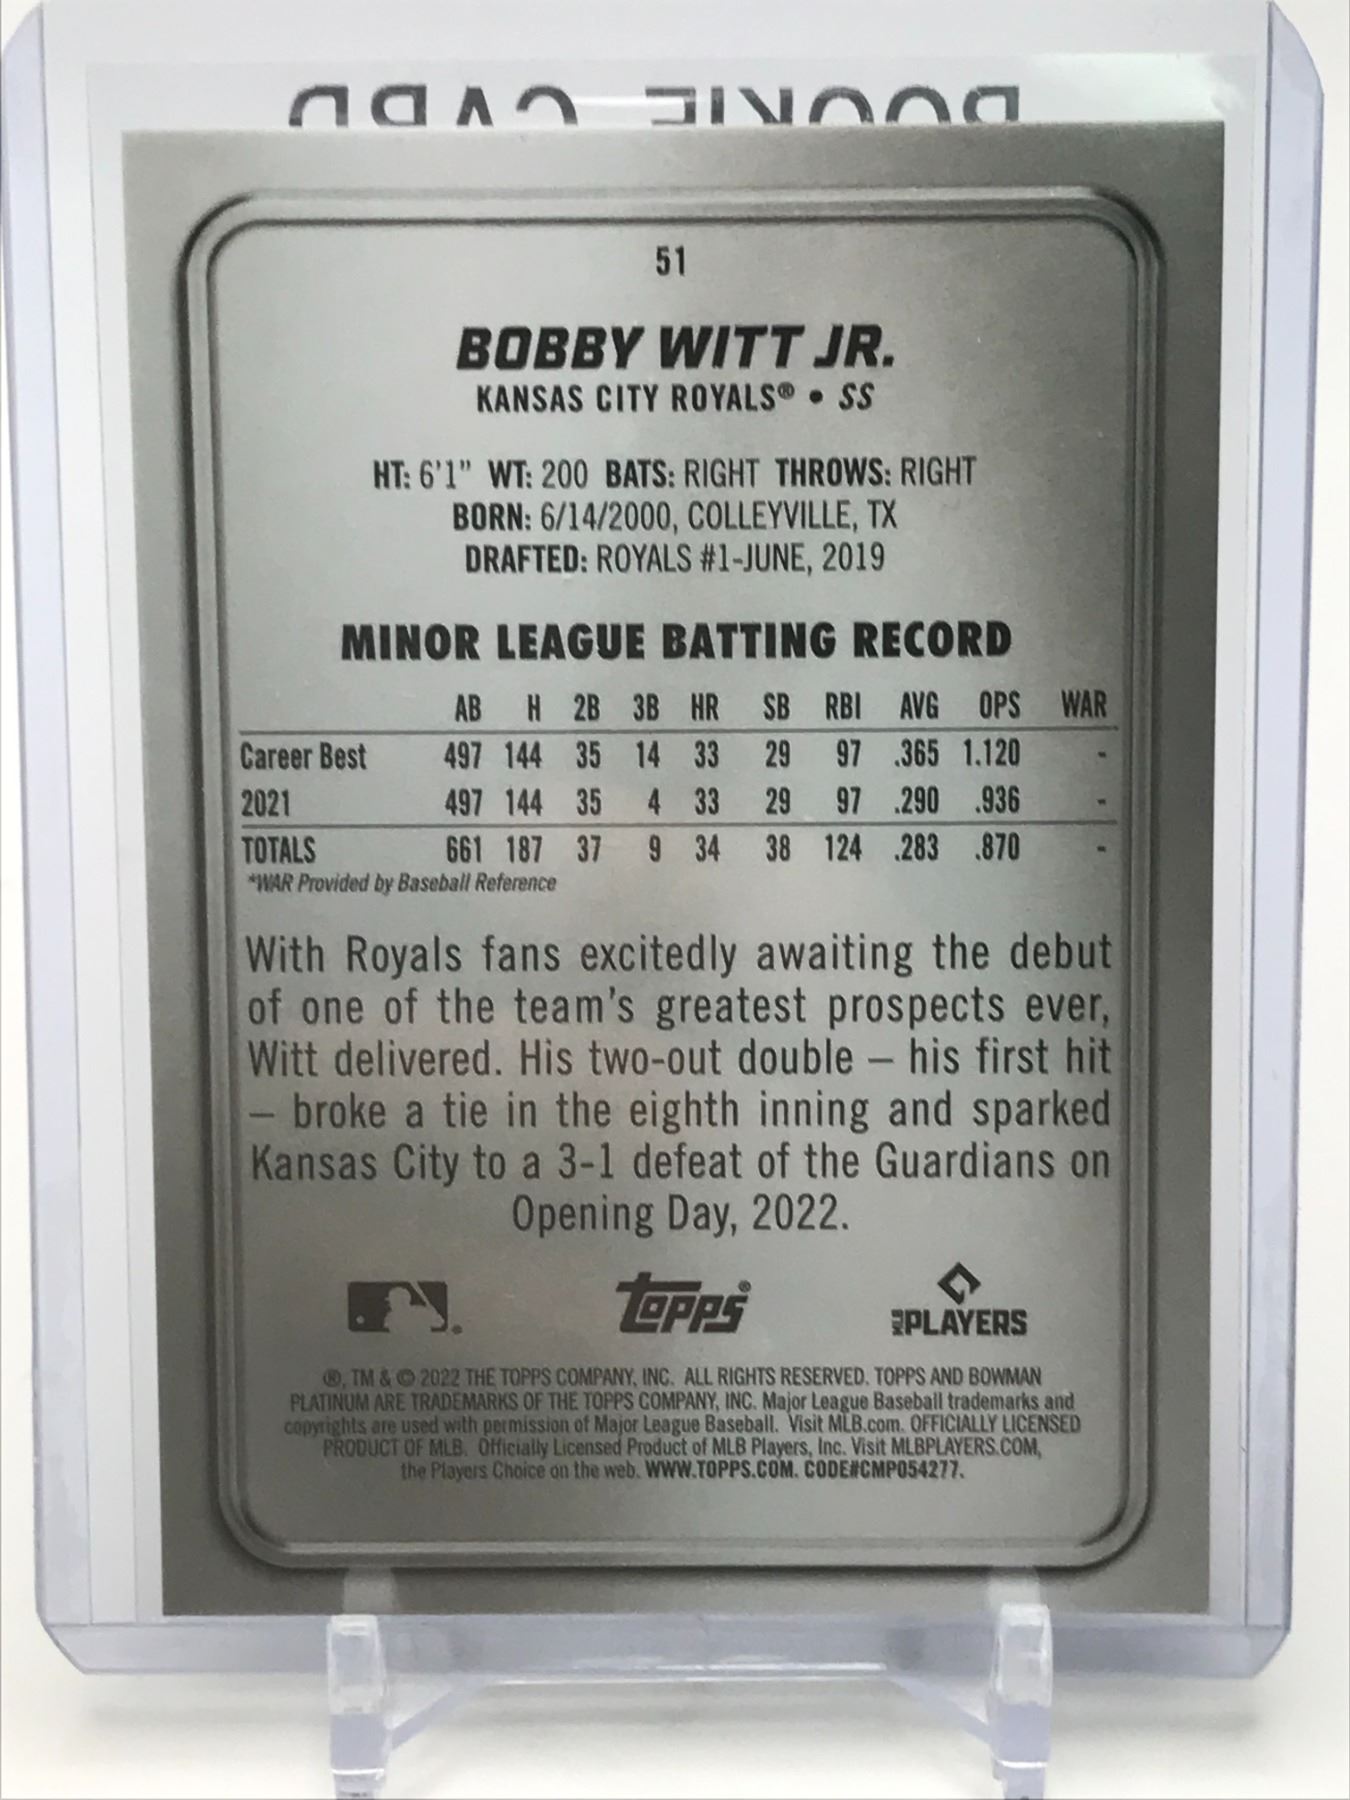 ROOKIE CARD
51
BOBBY WITT JR.
KANSAS CITY ROYALS® • SS
HT: 6'1" WT: 200 BATS: RIGHT THROWS: RIGHT
BORN: 6/14/2000, COLLEYVILLE, TX
DRAFTED: ROYALS #1-JUNE, 2019
MINOR LEAGUE BATTING RECORD
AB H 2B 3B HR SB RBI AVG OPS WAR
Career Best 497 144 35 14 33 29 97 .365 1.120 -
2021 497 144 35 4 33 29 97 .290 .936 -
TOTALS 661 187 37 9 34 38 124 .283 .870 -
*WAR Provided by Baseball Reference
With Royals fans excitedly awaiting the debut
of one of the team's greatest prospects ever,
Witt delivered. His two-out double – his first hit
– broke a tie in the eighth inning and sparked
Kansas City to a 3-1 defeat of the Guardians on
Opening Day, 2022.
topps® MLB PLAYERS
®, TM & © 2022 THE TOPPS COMPANY, INC. ALL RIGHTS RESERVED. TOPPS AND BOWMAN
PLATINUM ARE TRADEMARKS OF THE TOPPS COMPANY, INC. Major League Baseball trademarks and
copyrights are used with permission of Major League Baseball. Visit MLB.com. OFFICIALLY LICENSED
PRODUCT OF MLB. Officially Licensed Product of MLB Players, Inc. Visit MLBPLAYERS.COM,
the Players Choice on the web. WWW.TOPPS.COM. CODE#CMP054277.